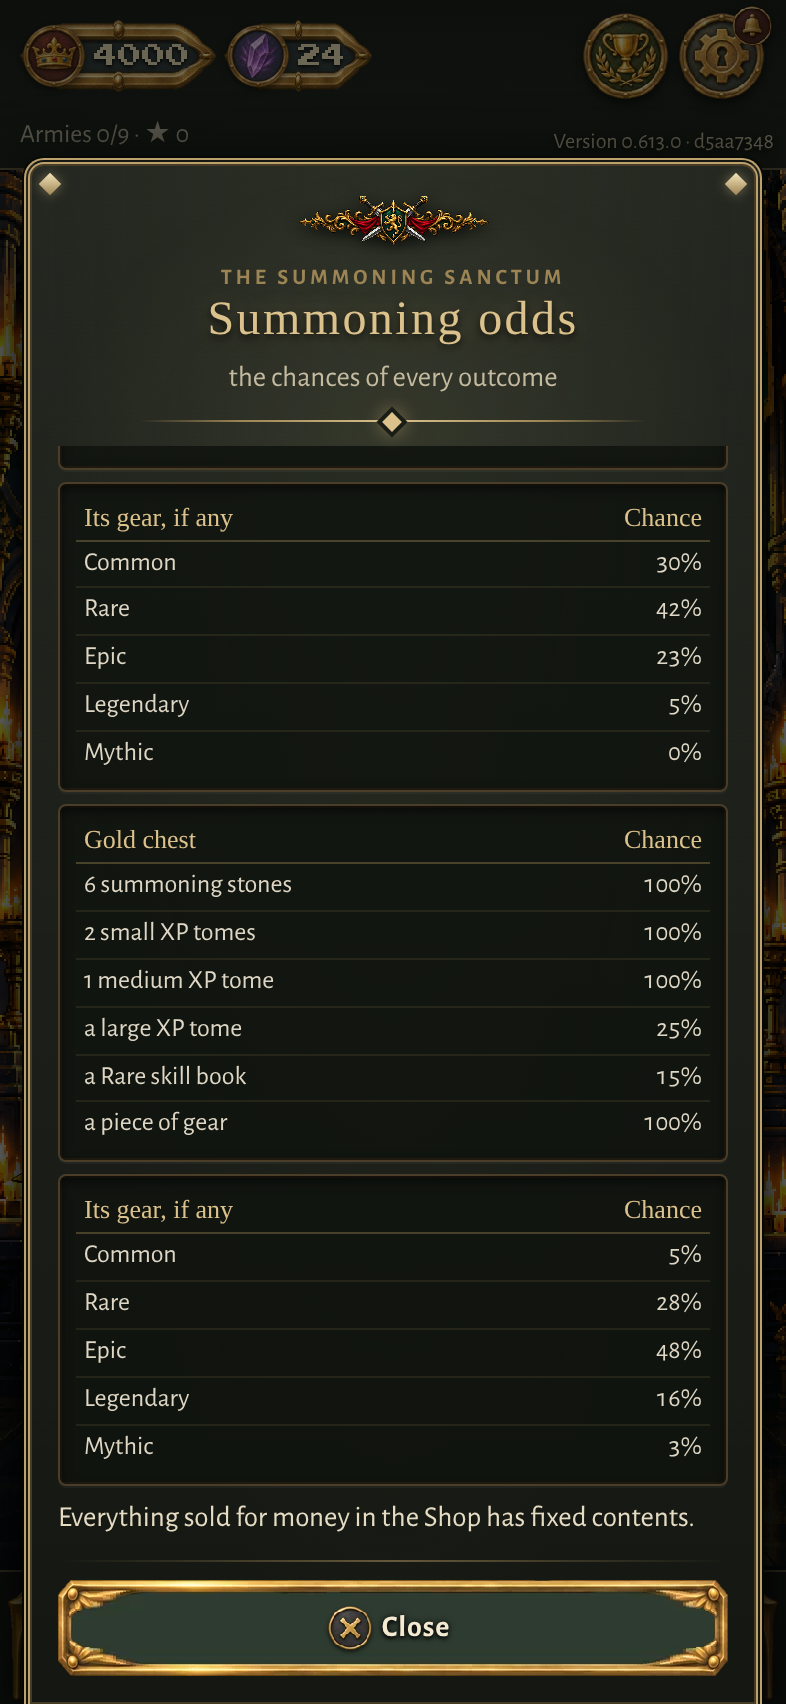 4000
24
Armies 0/9 · ★ 0
Version 0.613.0 · d5aa7348
THE SUMMONING SANCTUM
Summoning odds
the chances of every outcome
Its gear, if any Chance
Common 30%
Rare 42%
Epic 23%
Legendary 5%
Mythic 0%
Gold chest Chance
6 summoning stones 100%
2 small XP tomes 100%
1 medium XP tome 100%
a large XP tome 25%
a Rare skill book 15%
a piece of gear 100%
Its gear, if any Chance
Common 5%
Rare 28%
Epic 48%
Legendary 16%
Mythic 3%
Everything sold for money in the Shop has fixed contents.
Close